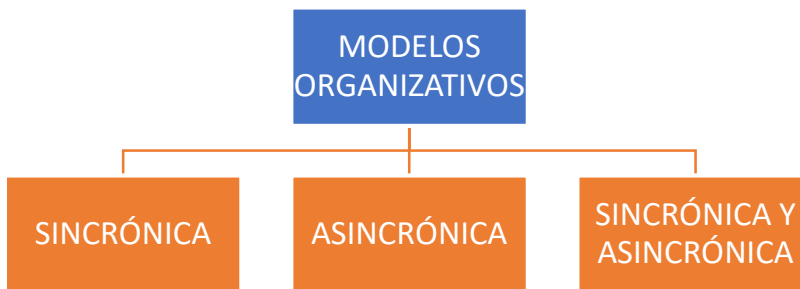 MODELOS
ORGANIZATIVOS
SINCRÓNICA
ASINCRÓNICA
SINCRÓNICA Y
ASINCRÓNICA